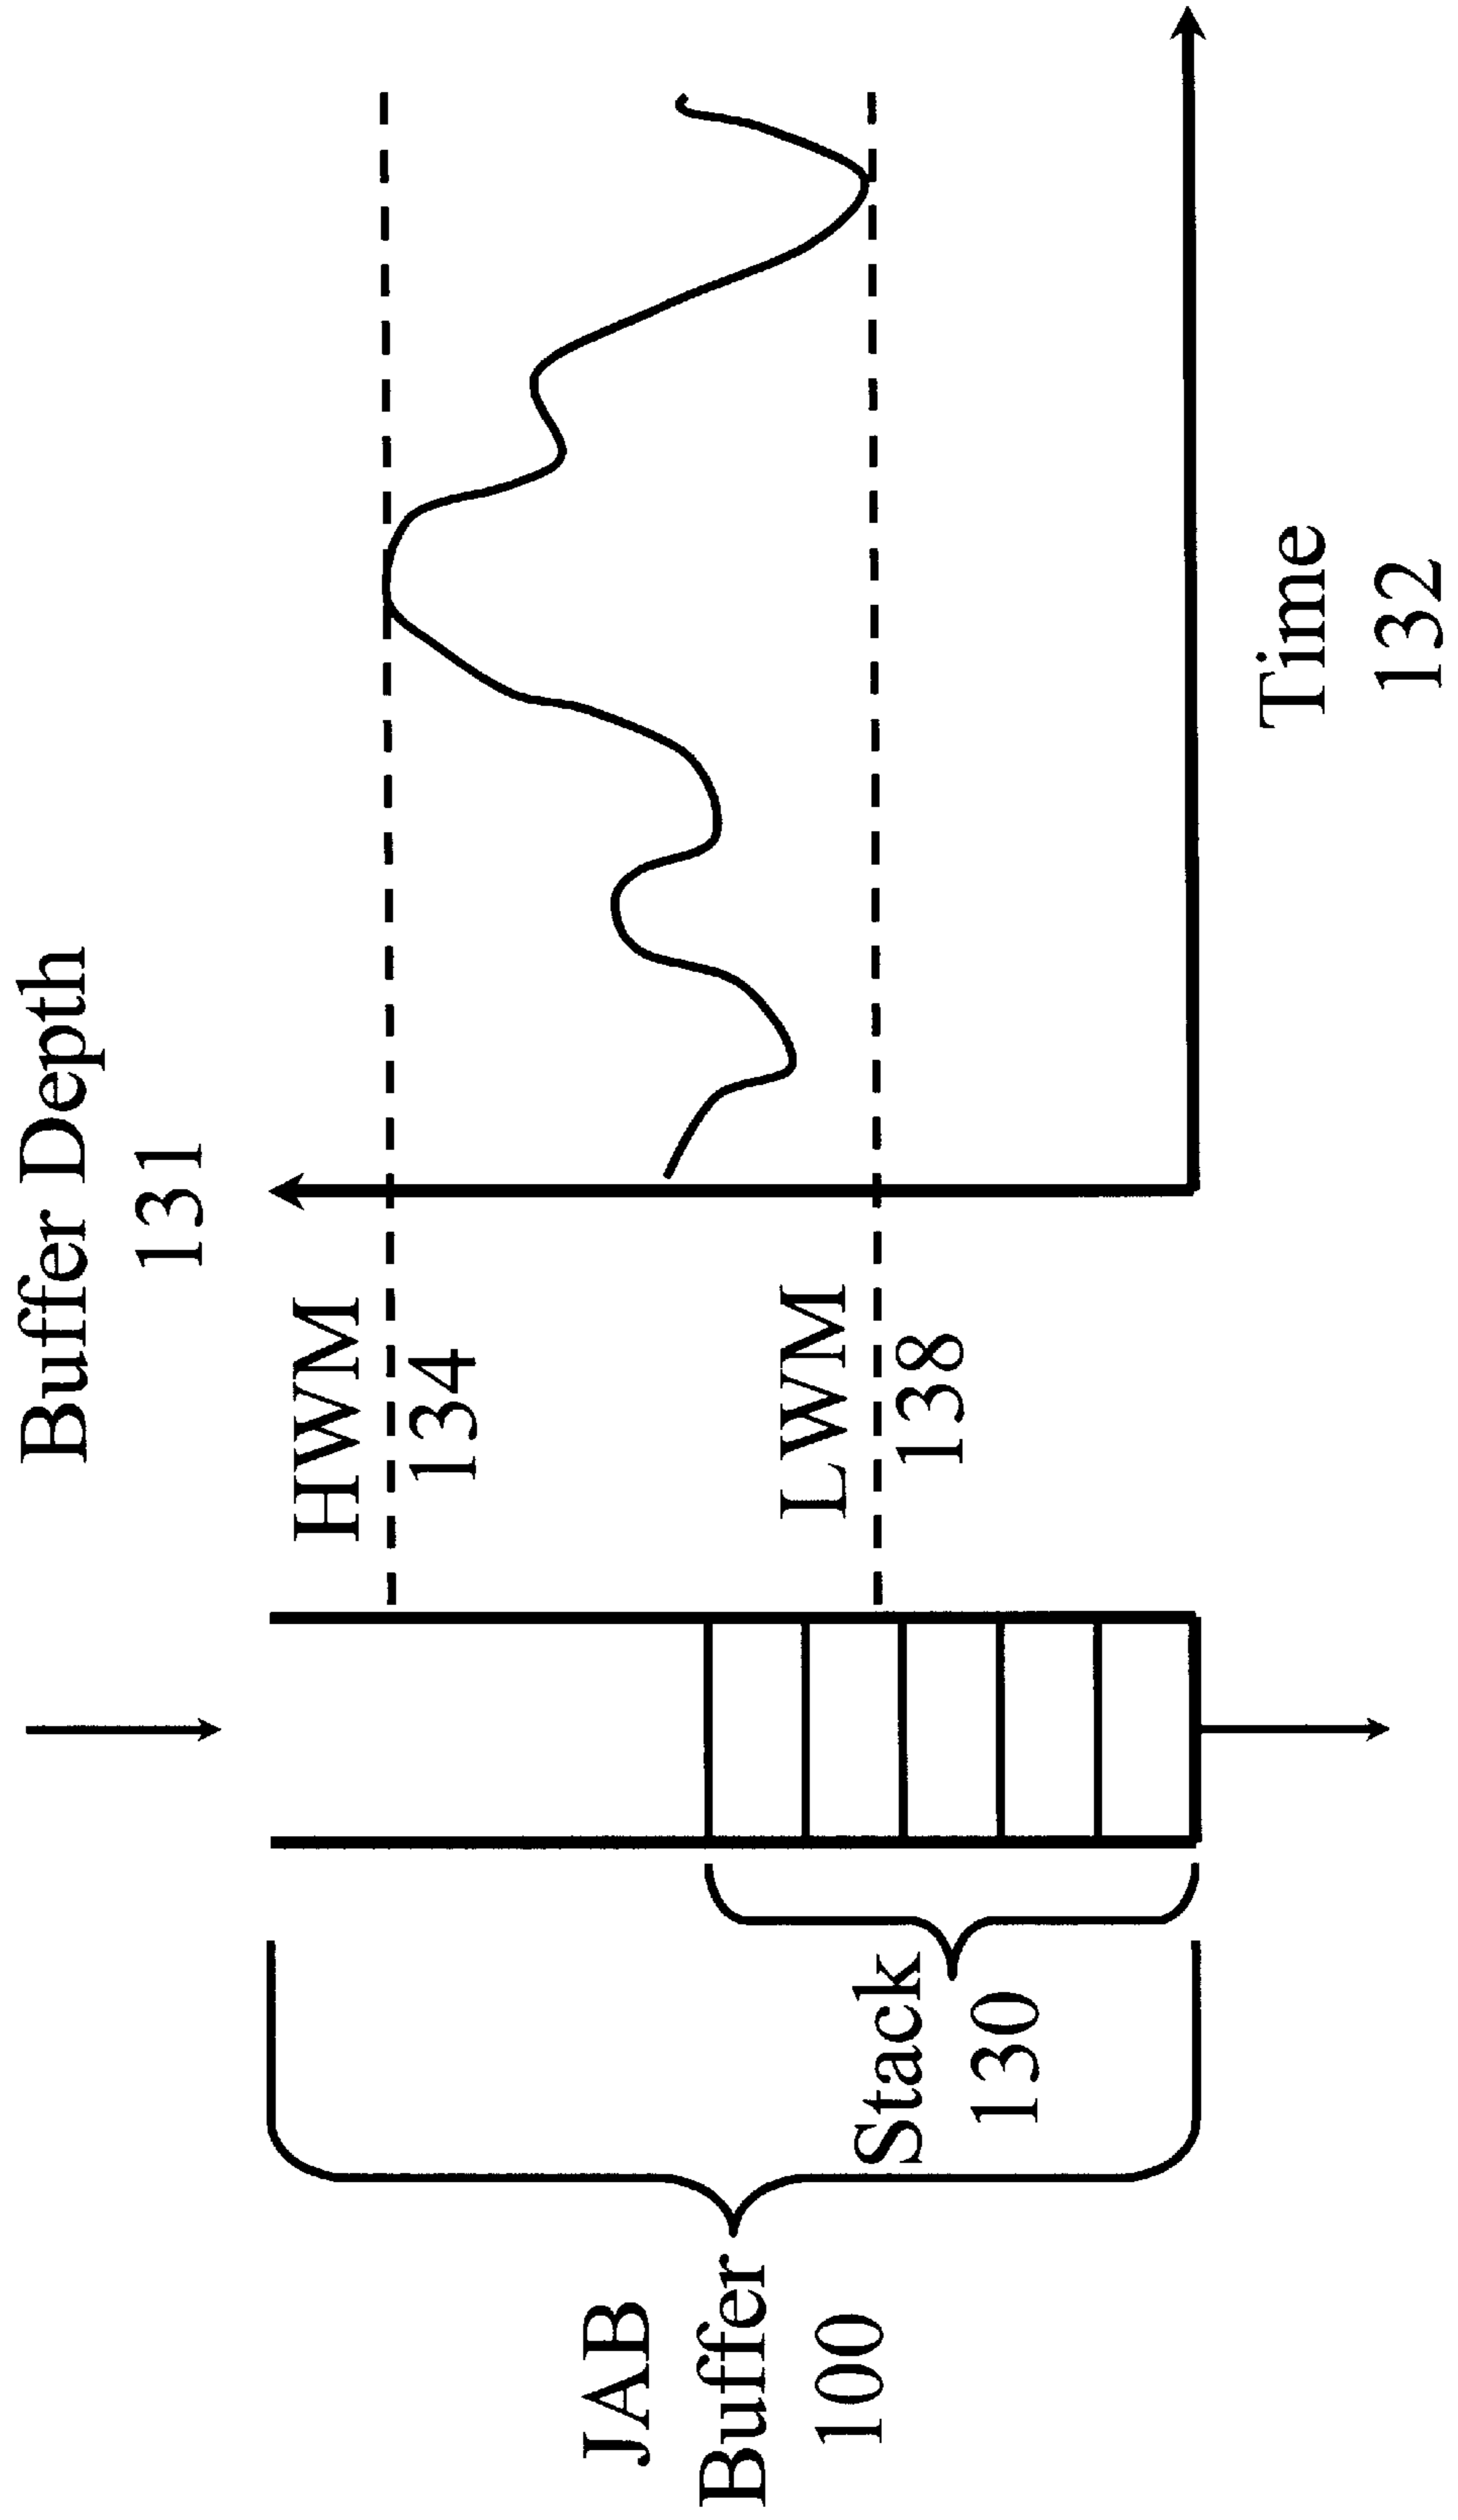 Buffer Depth
131
HWM
134
LWM
138
JAB
Buffer
100
Stack
130
Time
132